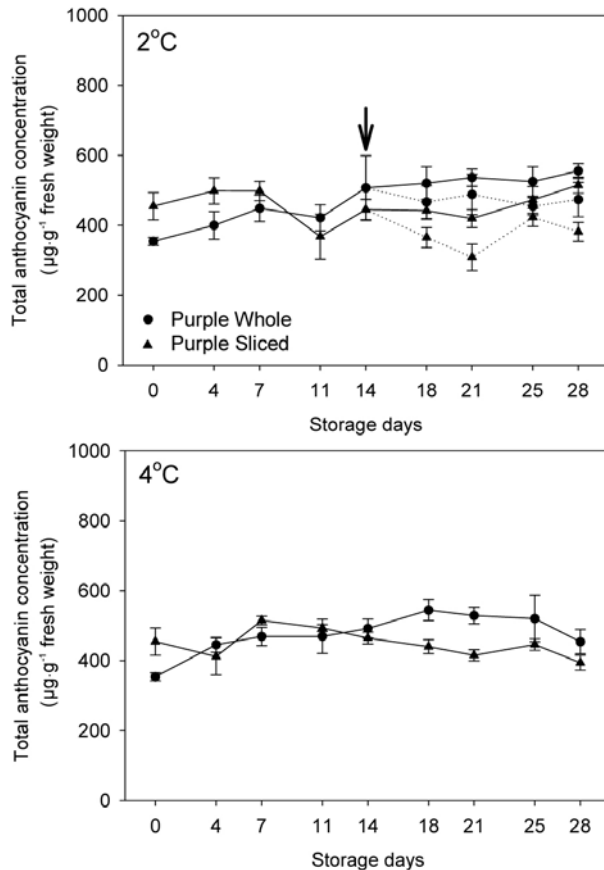 2°C
Total anthocyanin concentration
(µg·g⁻¹ fresh weight)
1000
800
600
400
200
0
Purple Whole
Purple Sliced
0 4 7 11 14 18 21 25 28
Storage days
4°C
Total anthocyanin concentration
(µg·g⁻¹ fresh weight)
1000
800
600
400
200
0
0 4 7 11 14 18 21 25 28
Storage days